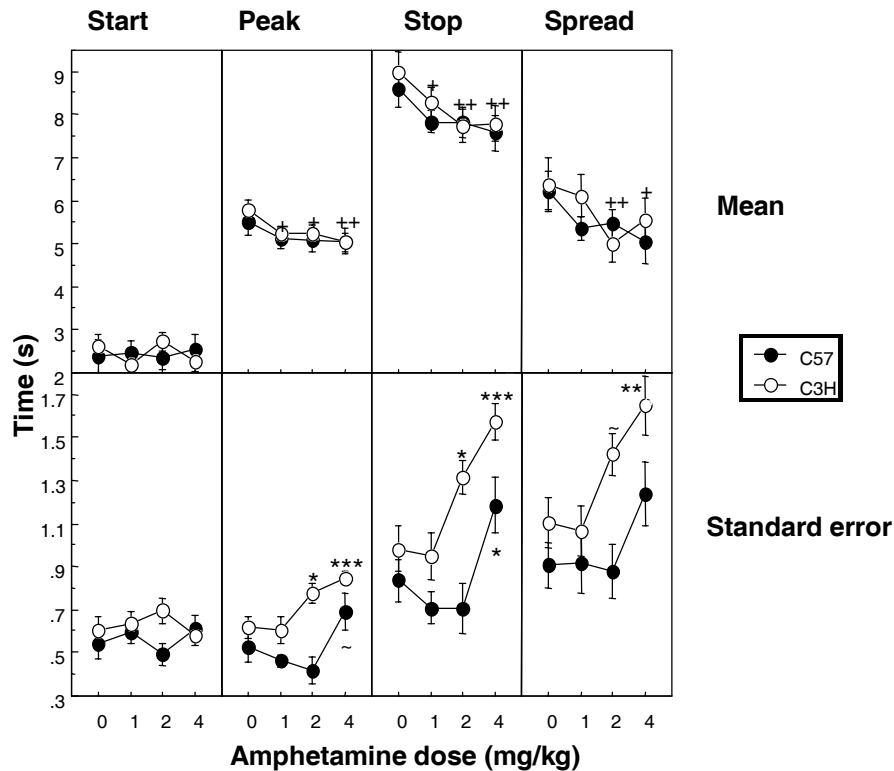 Start Peak Stop Spread
9
8
7
6
5
4
3
2
+ + ++
+ ++ ++
++ +
Mean
C57
C3H
Time (s)
1.7
1.5
1.3
1.1
.9
.7
.5
.3
* *** ~
* *** *
~ **
Standard error
0 1 2 4 0 1 2 4 0 1 2 4 0 1 2 4
Amphetamine dose (mg/kg)